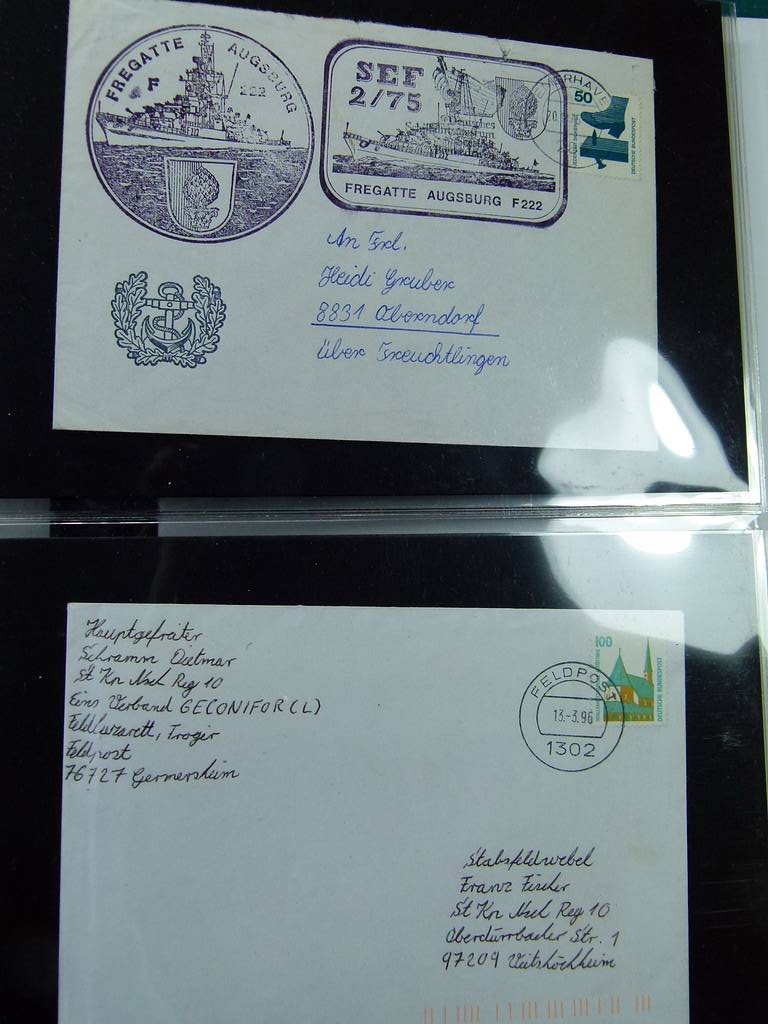 FREGATTE AUGSBURG
F 222
SEF
2/75
FREGATTE AUGSBURG F222
50
DEUTSCHE BUNDESPOST
An Frl.
Heidi Gruber
8831 Oberndorf
über Treuchtlingen
Hauptgefreiter
Schramm Dietmar
St Kp Nsch Reg 10
Eins Verband GECONIFOR (L)
Feldlazarett, Trogir
Feldpost
76727 Germersheim
100
DEUTSCHE BUNDESPOST
FELDPOST
13.-3.96
1302
Stabsfeldwebel
Franz Fischer
St Kp Nsch Reg 10
Oberdürrbacher Str. 1
97209 Veitshöchheim